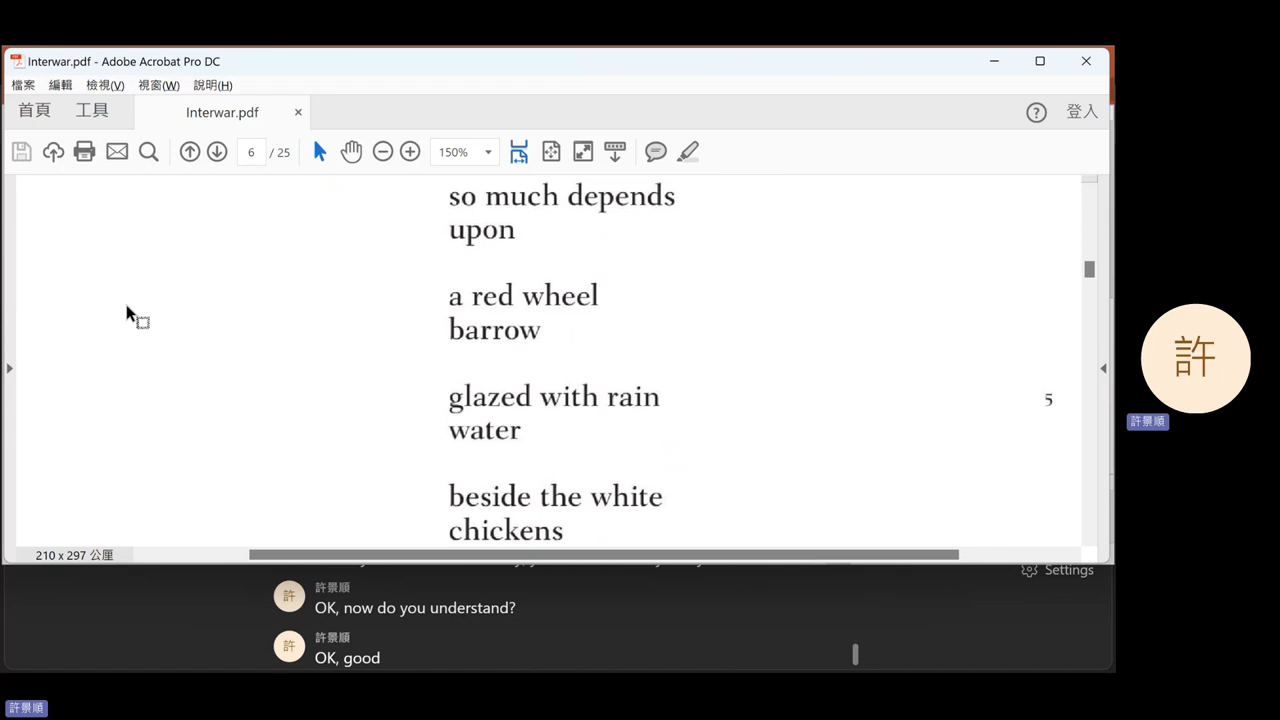 Interwar.pdf - Adobe Acrobat Pro DC
檔案 編輯 檢視(V) 視窗(W) 說明(H)
首頁 工具 Interwar.pdf × ? 登入
6 / 25 150%
so much depends
upon
a red wheel
barrow
glazed with rain 5
water
beside the white
chickens
210 x 297 公厘
Settings
許 許景順
OK, now do you understand?
許 許景順
OK, good
許
許景順
許景順